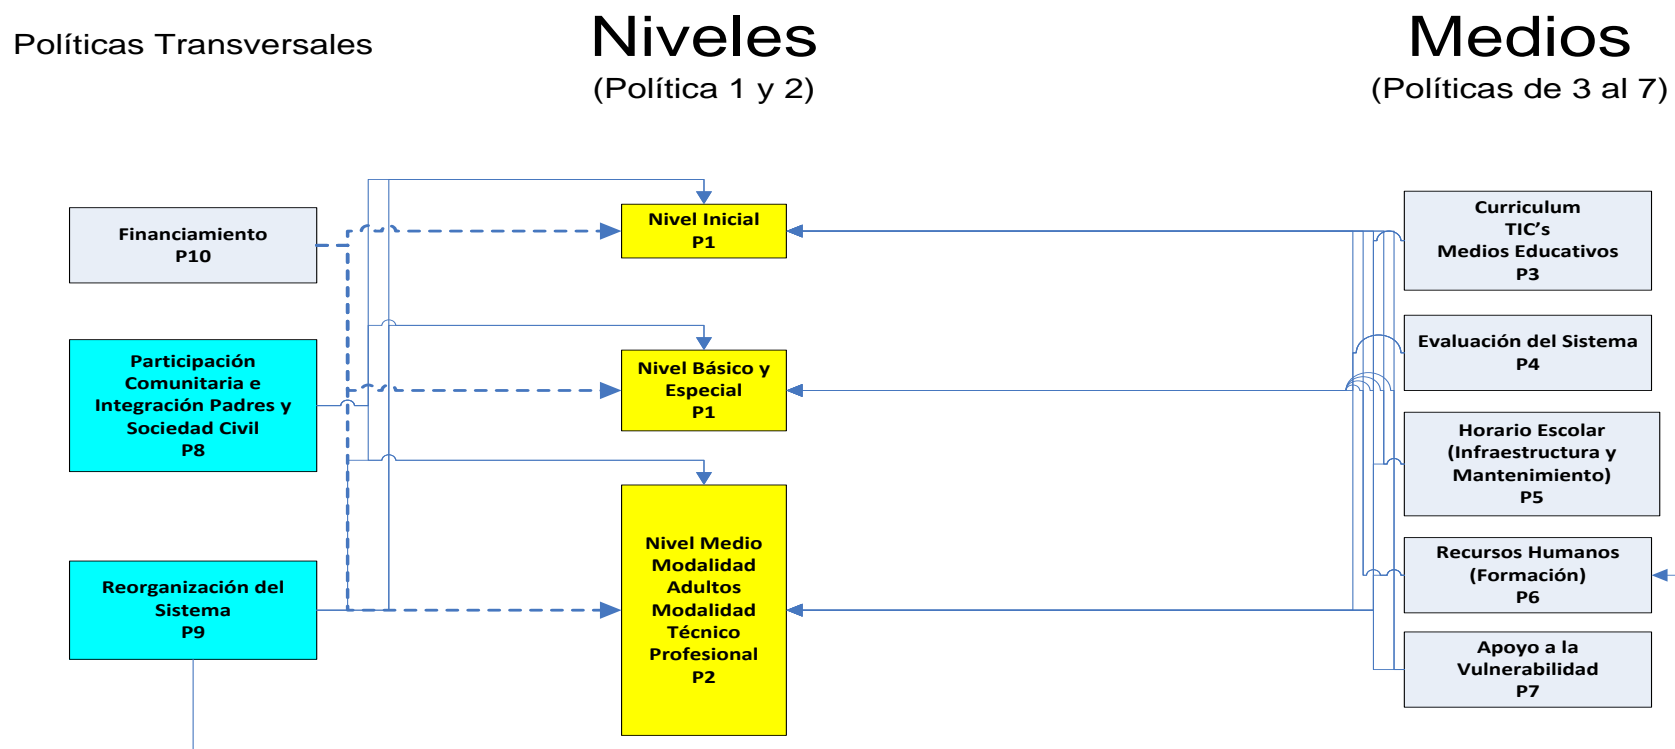 Políticas Transversales
Niveles
(Política 1 y 2)
Medios
(Políticas de 3 al 7)
Financiamiento
P10
Participación
Comunitaria e
Integración Padres y
Sociedad Civil
P8
Reorganización del
Sistema
P9
Nivel Inicial
P1
Nivel Básico y
Especial
P1
Nivel Medio
Modalidad
Adultos
Modalidad
Técnico
Profesional
P2
Curriculum
TIC’s
Medios Educativos
P3
Evaluación del Sistema
P4
Horario Escolar
(Infraestructura y
Mantenimiento)
P5
Recursos Humanos
(Formación)
P6
Apoyo a la
Vulnerabilidad
P7